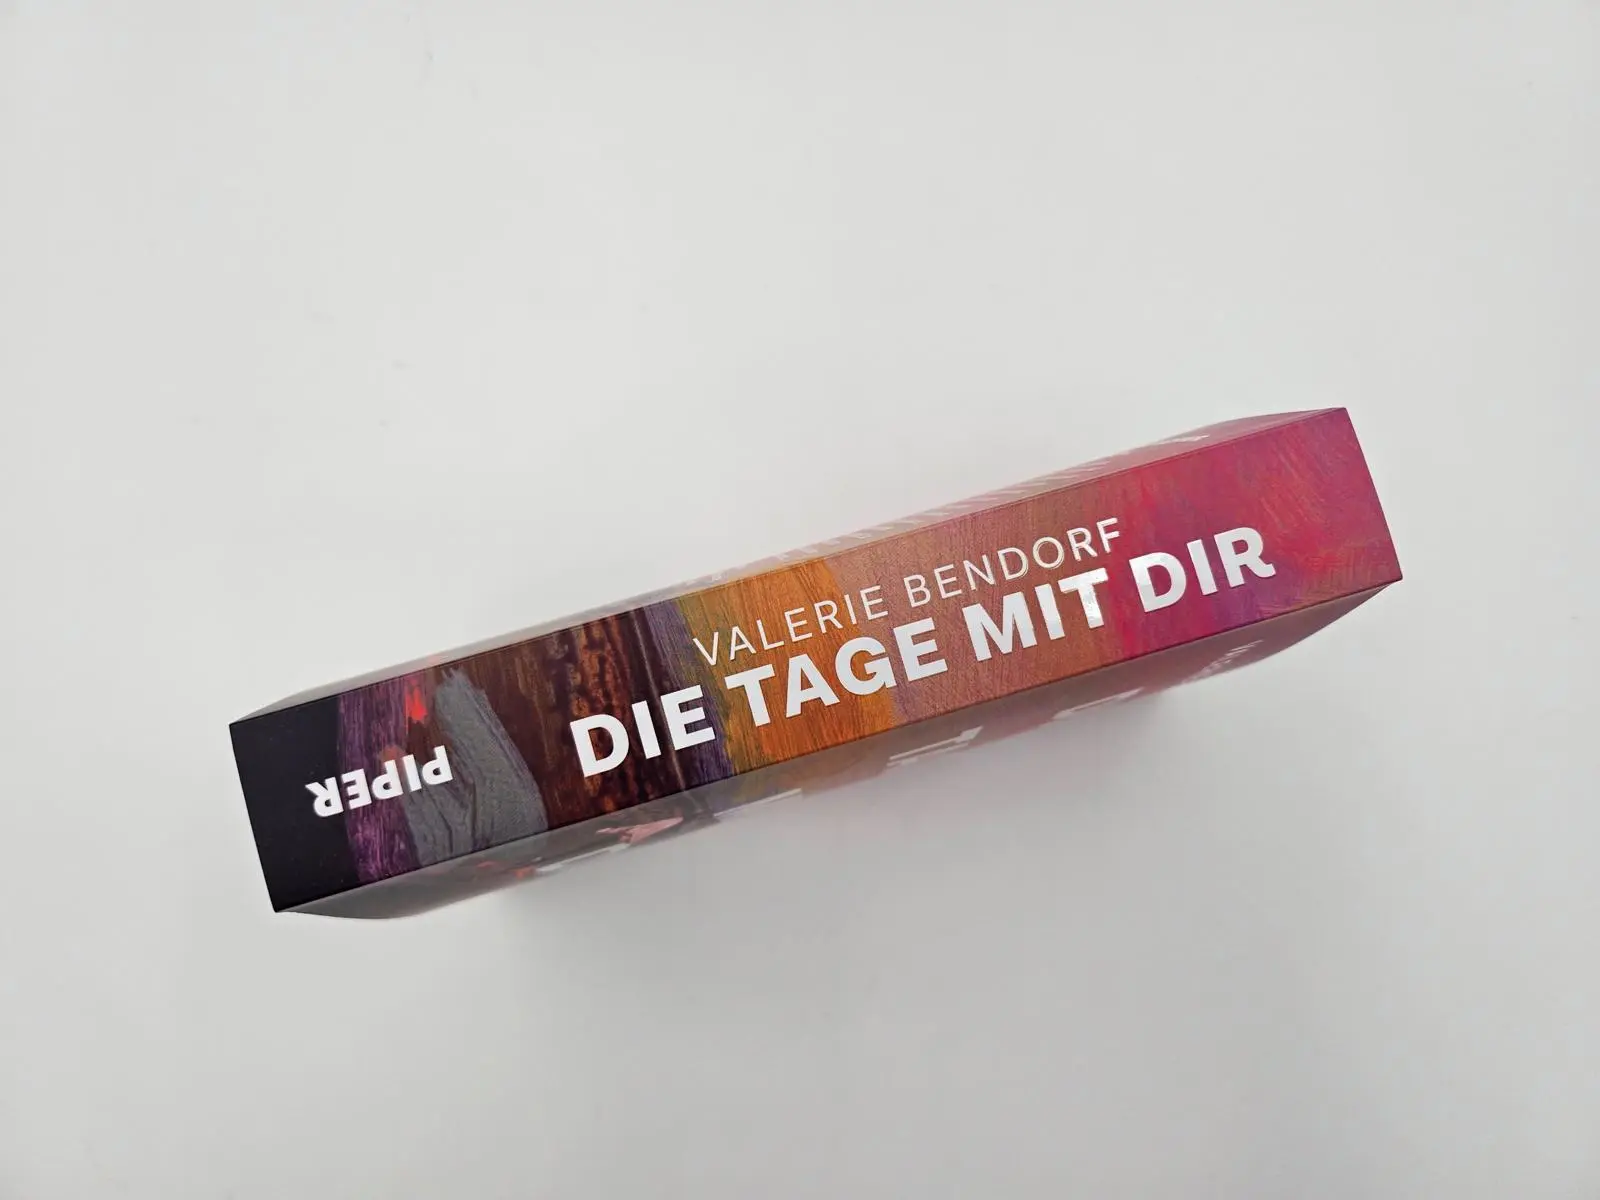 VALERIE BENDORF
DIE TAGE MIT DIR
PIPER